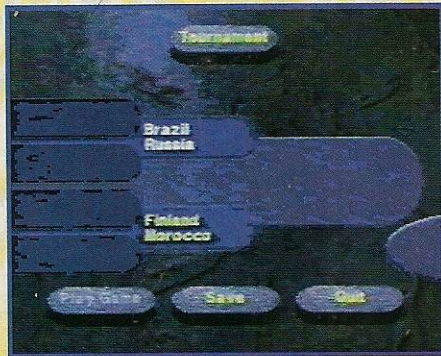 Tournament
Brazil
Russia
Finland
Morocco
Play Game
Save
Quit